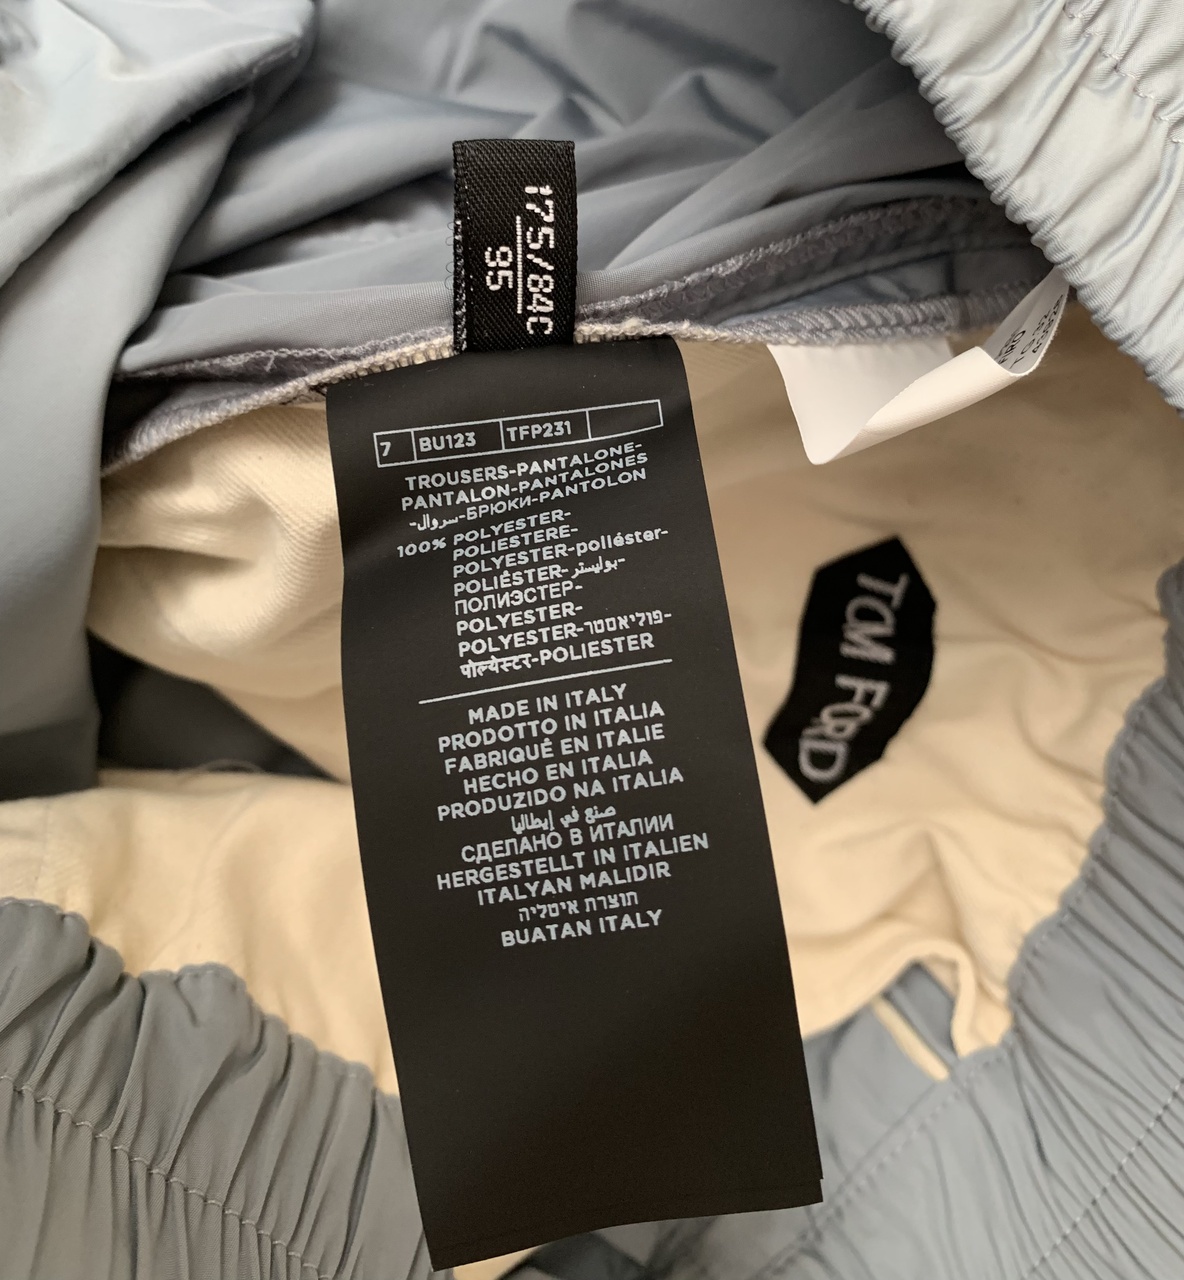 175/84C
95
7 BU123 TFP231
TROUSERS-PANTALONE-
PANTALON-PANTALONES
-سروال-БРЮКИ-PANTOLON
100% POLYESTER-
POLIESTERE-
POLYESTER-poliéster-
POLIÉSTER-بوليستر-
ПОЛИЭСТЕР-
POLYESTER-
POLYESTER-פוליאסטר-
पोल्येस्टर-POLIESTER
MADE IN ITALY
PRODOTTO IN ITALIA
FABRIQUÉ EN ITALIE
HECHO EN ITALIA
PRODUZIDO NA ITALIA
صنع في إيطاليا
СДЕЛАНО В ИТАЛИИ
HERGESTELLT IN ITALIEN
ITALYAN MALIDIR
תוצרת איטליה
BUATAN ITALY
TOM FORD